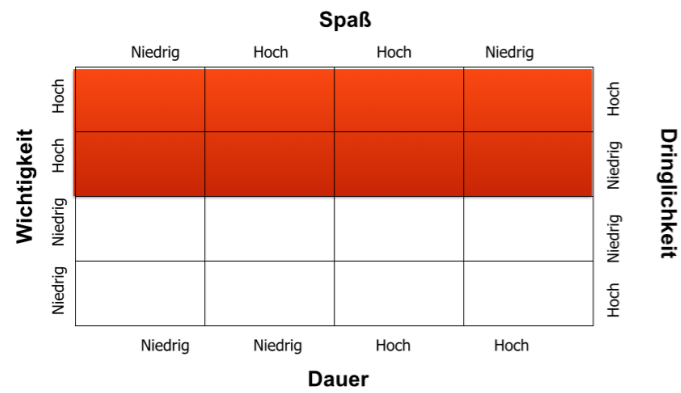 Spaß
Niedrig Hoch Hoch Niedrig
Wichtigkeit
Hoch
Hoch
Niedrig
Niedrig
Hoch
Niedrig
Niedrig
Hoch
Dringlichkeit
Niedrig Niedrig Hoch Hoch
Dauer